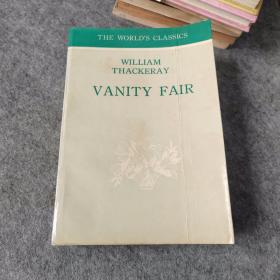 THE WORLD'S CLASSICS
WILLIAM
THACKERAY
VANITY FAIR